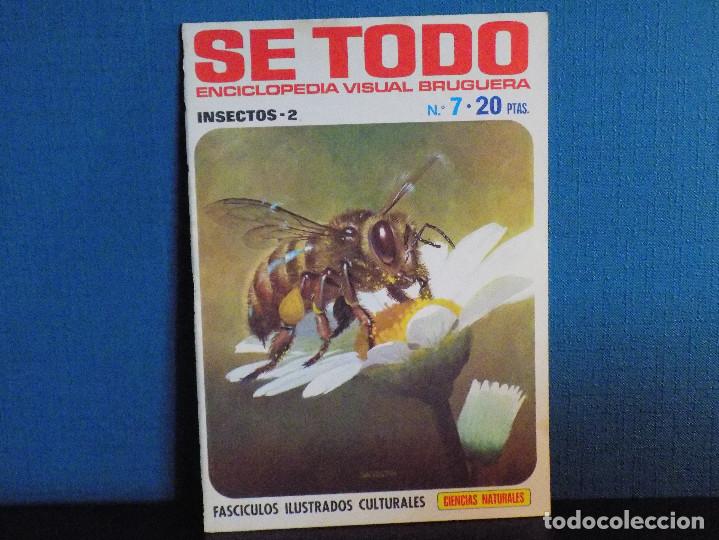 SE TODO
ENCICLOPEDIA VISUAL BRUGUERA
INSECTOS - 2
N.° 7 · 20 PTAS.
FASCICULOS ILUSTRADOS CULTURALES
CIENCIAS NATURALES
todocoleccion